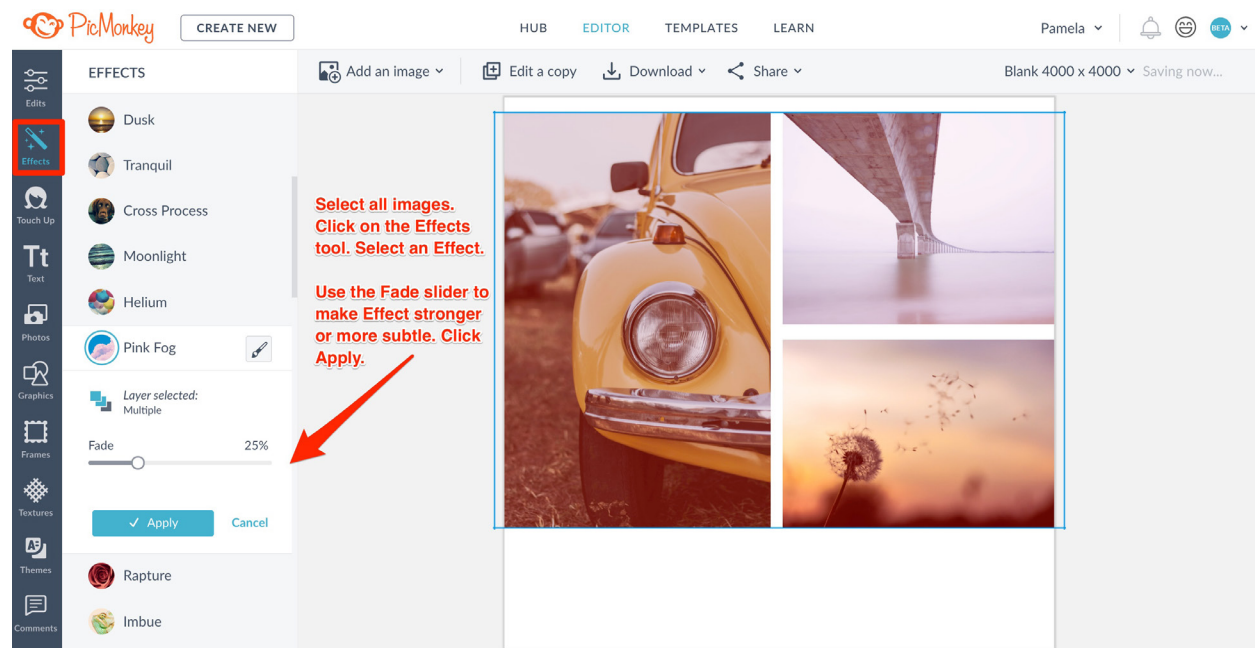 PicMonkey
CREATE NEW
HUB
EDITOR
TEMPLATES
LEARN
Pamela
BETA
EFFECTS
Add an image
Edit a copy
Download
Share
Blank 4000 x 4000
Saving now...
Edits
Effects
Touch Up
Tt
Text
Photos
Graphics
Frames
Textures
Themes
Comments
Dusk
Tranquil
Cross Process
Moonlight
Helium
Pink Fog
Layer selected:
Multiple
Fade 25%
✓ Apply
Cancel
Rapture
Imbue
Select all images.
Click on the Effects
tool. Select an Effect.
Use the Fade slider to
make Effect stronger
or more subtle. Click
Apply.